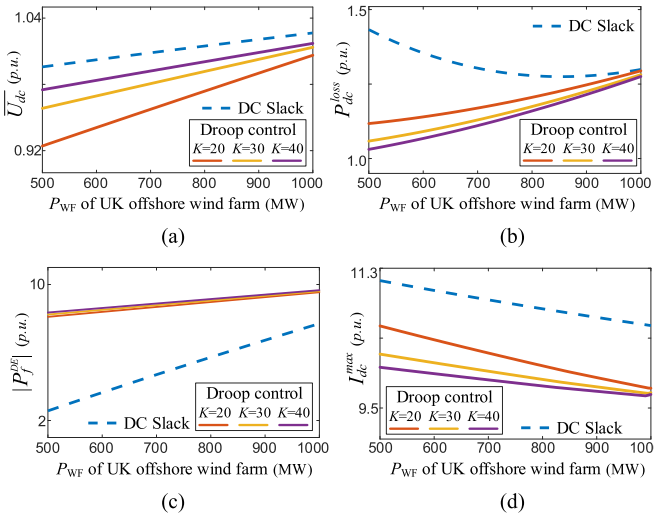 1.04
0.92
U_dc (p.u.)
DC Slack
Droop control
K=20 K=30 K=40
500 600 700 800 900 1000
P_WF of UK offshore wind farm (MW)
(a)
1.5
1.0
P_dc^loss (p.u.)
DC Slack
Droop control
K=20 K=30 K=40
500 600 700 800 900 1000
P_WF of UK offshore wind farm (MW)
(b)
10
2
|P_f^DE| (p.u.)
Droop control
K=20 K=30 K=40
DC Slack
500 600 700 800 900 1000
P_WF of UK offshore wind farm (MW)
(c)
11.3
9.5
I_dc^max (p.u.)
Droop control
K=20 K=30 K=40
DC Slack
500 600 700 800 900 100
P_WF of UK offshore wind farm (MW)
(d)